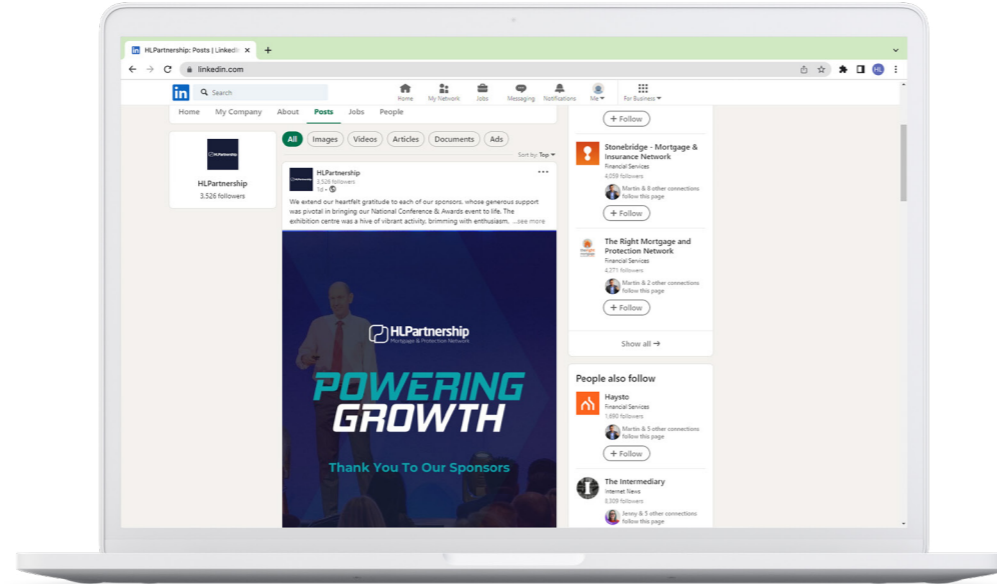 HLPartnership: Posts | LinkedIn
linkedin.com
HL
in
Search
Home
My Network
Jobs
Messaging
Notifications
Me
For Business
Home
My Company
About
Posts
Jobs
People
HLPartnership
HLPartnership
3,526 followers
All
Images
Videos
Articles
Documents
Ads
Sort by: Top
HLPartnership
3,526 followers
1d •
We extend our heartfelt gratitude to each of our sponsors, whose generous support
was pivotal in bringing our National Conference & Awards event to life. The
exhibition centre was a hive of vibrant activity, brimming with enthusiasm. ...see more
HLPartnership
Mortgage & Protection Network
POWERING
GROWTH
Thank You To Our Sponsors
+ Follow
Stonebridge - Mortgage &
Insurance Network
Financial Services
4,059 followers
Martin & 8 other connections
follow this page
+ Follow
The Right Mortgage and
Protection Network
Financial Services
4,271 followers
Martin & 2 other connections
follow this page
+ Follow
Show all →
People also follow
Haysto
Financial Services
1,690 followers
Martin & 5 other connections
follow this page
+ Follow
The Intermediary
Internet News
followers
Jenny & 5 other connections
follow this page